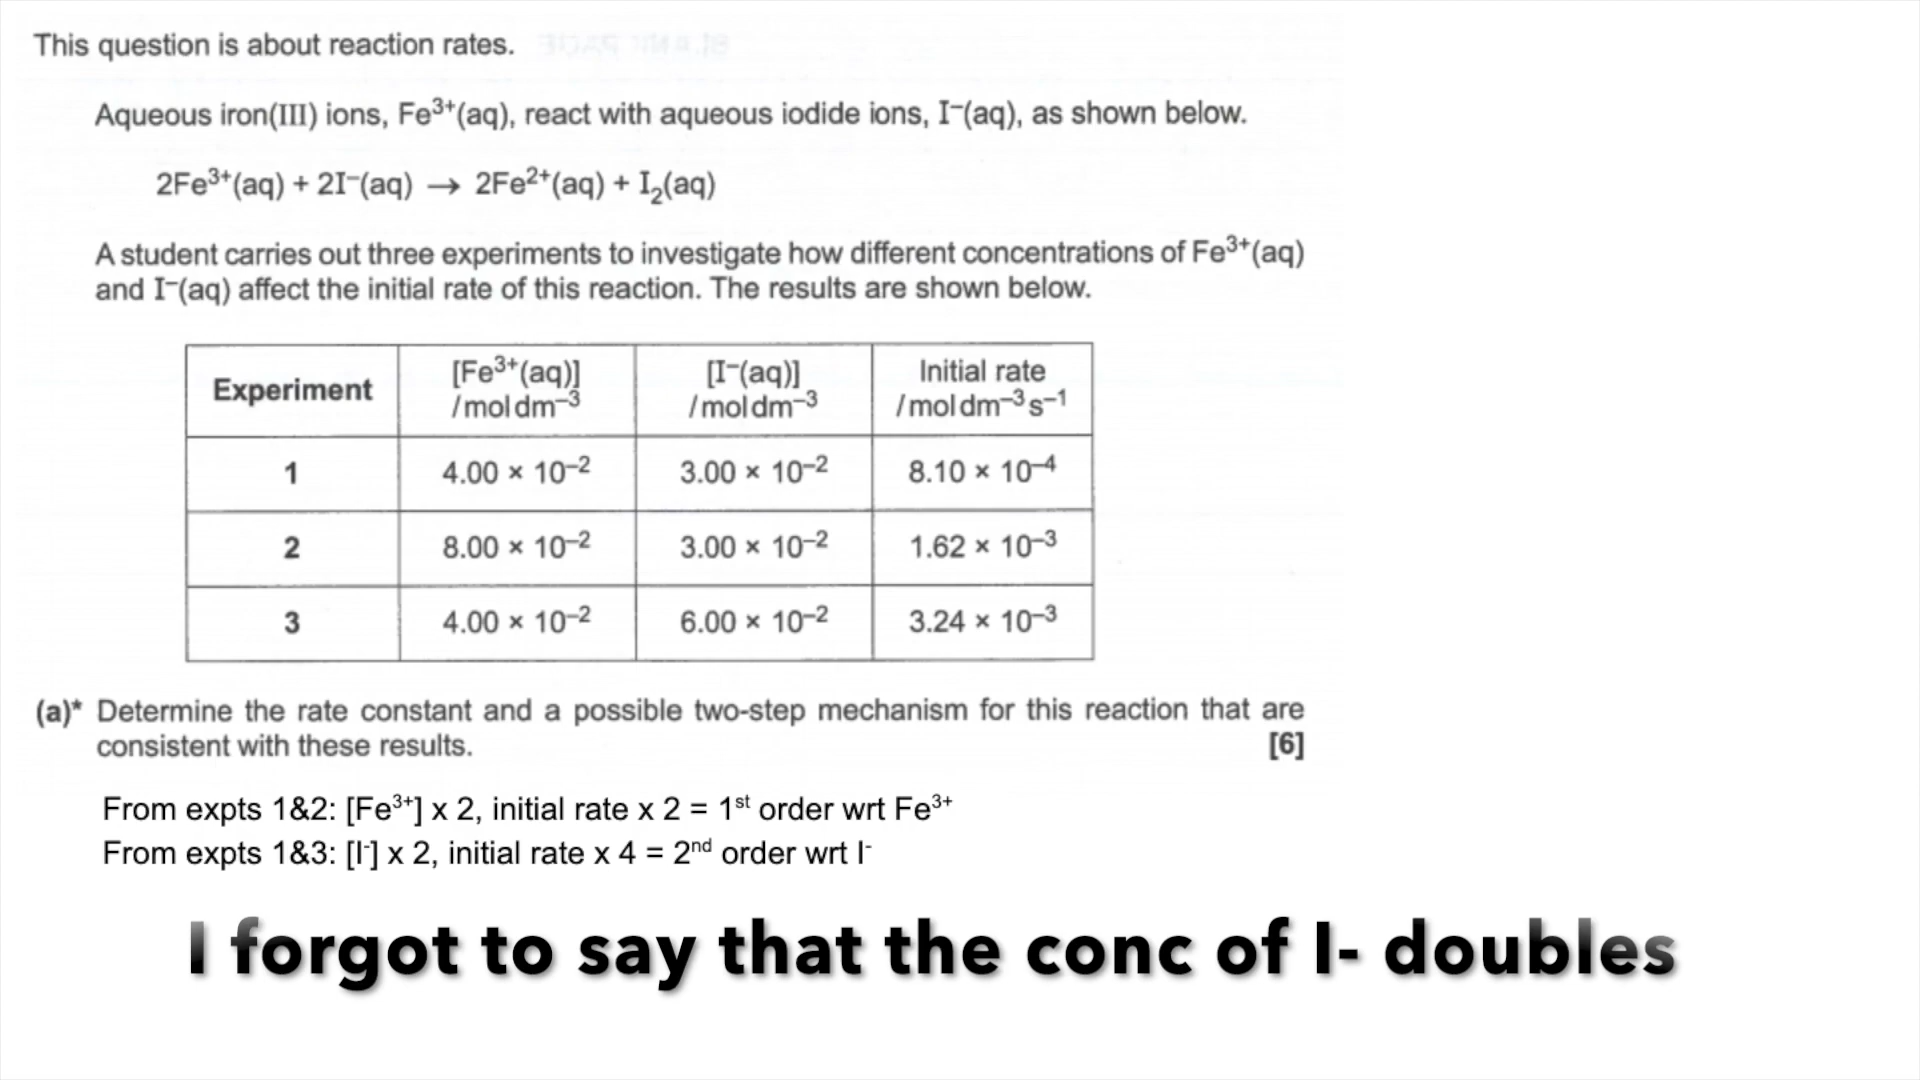 This question is about reaction rates.
Aqueous iron(III) ions, Fe³⁺(aq), react with aqueous iodide ions, I⁻(aq), as shown below.
2Fe³⁺(aq) + 2I⁻(aq) → 2Fe²⁺(aq) + I₂(aq)
A student carries out three experiments to investigate how different concentrations of Fe³⁺(aq)
and I⁻(aq) affect the initial rate of this reaction. The results are shown below.
Experiment [Fe³⁺(aq)] /mol dm⁻³ [I⁻(aq)] /mol dm⁻³ Initial rate /mol dm⁻³ s⁻¹
1 4.00 × 10⁻² 3.00 × 10⁻² 8.10 × 10⁻⁴
2 8.00 × 10⁻² 3.00 × 10⁻² 1.62 × 10⁻³
3 4.00 × 10⁻² 6.00 × 10⁻² 3.24 × 10⁻³
(a)* Determine the rate constant and a possible two-step mechanism for this reaction that are
consistent with these results. [6]
From expts 1&2: [Fe³⁺] x 2, initial rate x 2 = 1ˢᵗ order wrt Fe³⁺
From expts 1&3: [I⁻] x 2, initial rate x 4 = 2ⁿᵈ order wrt I⁻
I forgot to say that the conc of I- doubles